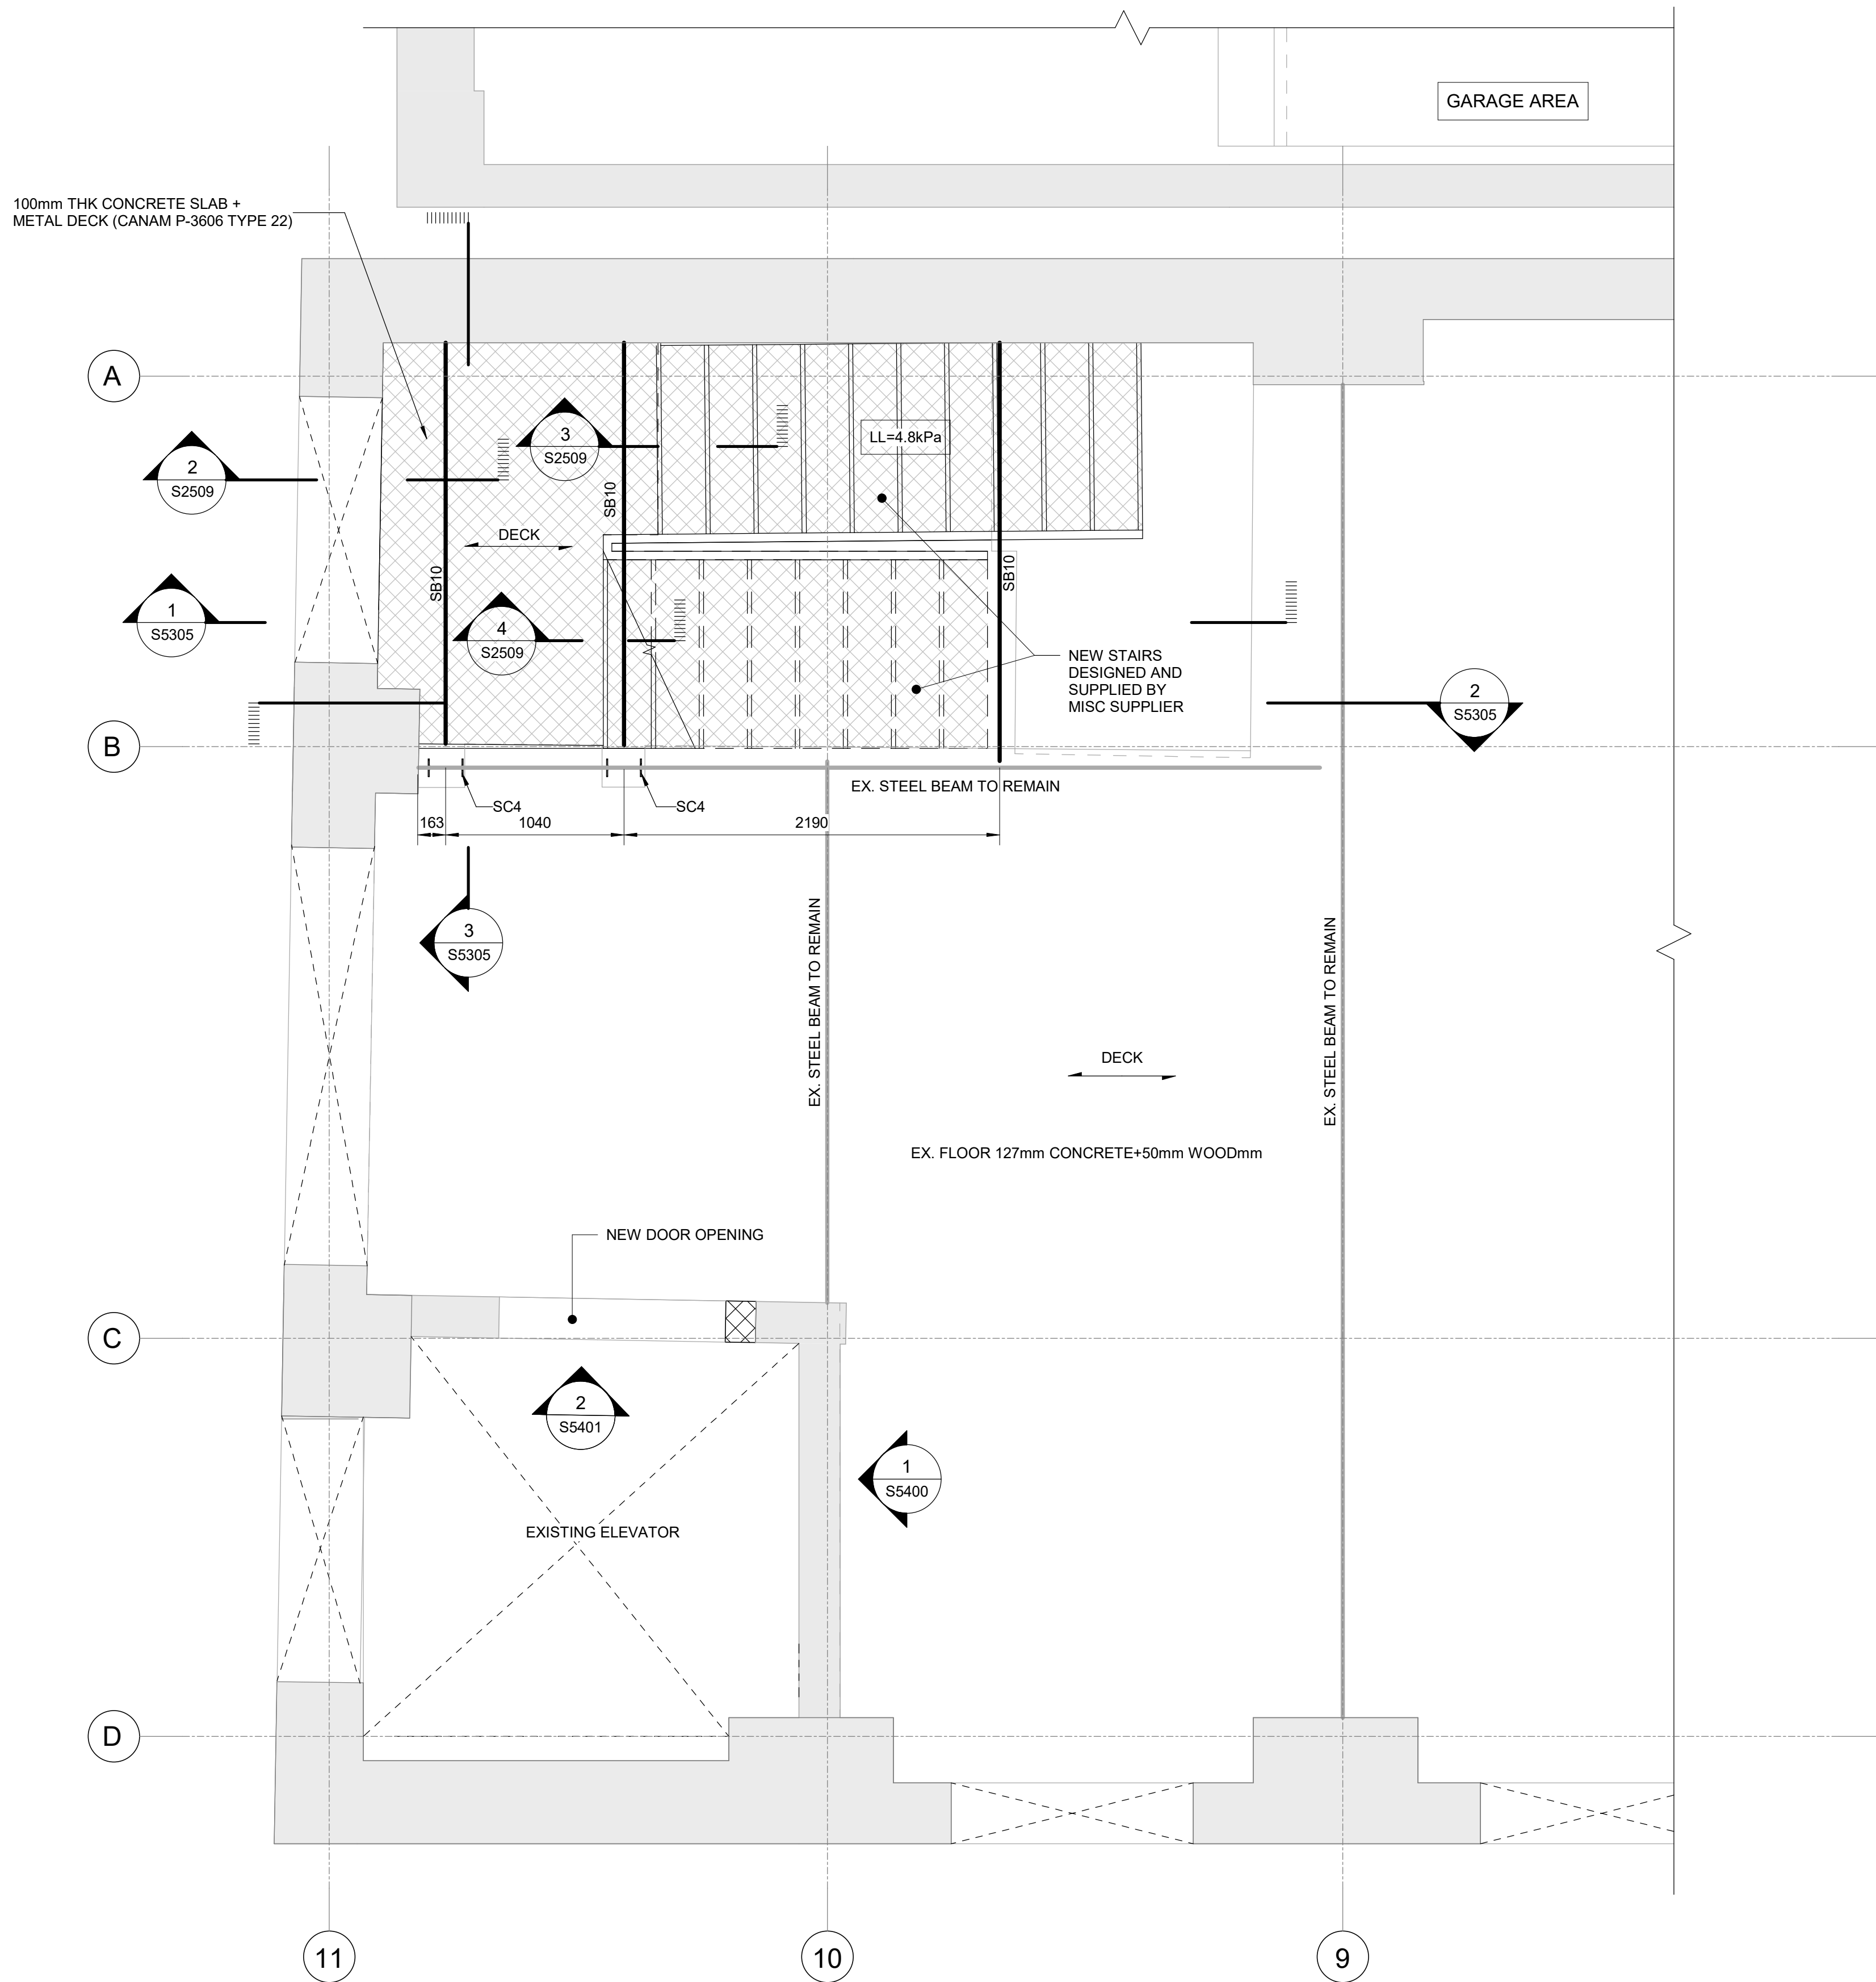 GARAGE AREA
100mm THK CONCRETE SLAB +
METAL DECK (CANAM P-3606 TYPE 22)
A
3
S2509
LL=4.8kPa
2
S2509
SB10
DECK
SB10
SB10
1
S5305
4
S2509
NEW STAIRS
DESIGNED AND
SUPPLIED BY
MISC SUPPLIER
2
S5305
B
EX. STEEL BEAM TO REMAIN
SC4
SC4
163
1040
2190
3
S5305
EX. STEEL BEAM TO REMAIN
EX. STEEL BEAM TO REMAIN
DECK
EX. FLOOR 127mm CONCRETE+50mm WOODmm
NEW DOOR OPENING
C
2
S5401
1
S5400
EXISTING ELEVATOR
D
11
10
9